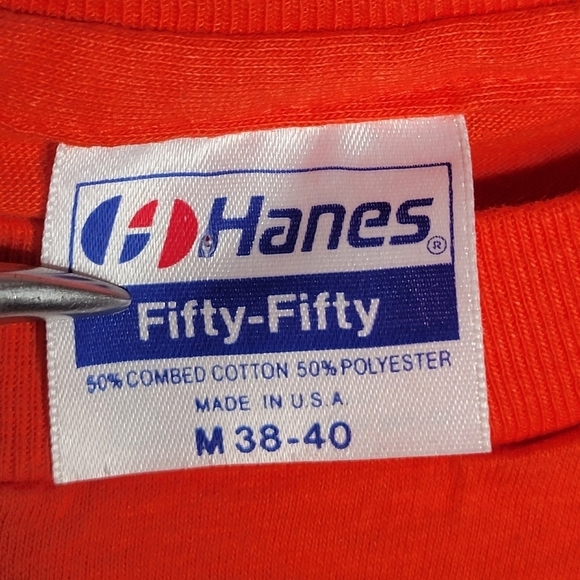 Hanes®
Fifty-Fifty
50% COMBED COTTON 50% POLYESTER
MADE IN U.S.A.
M 38-40